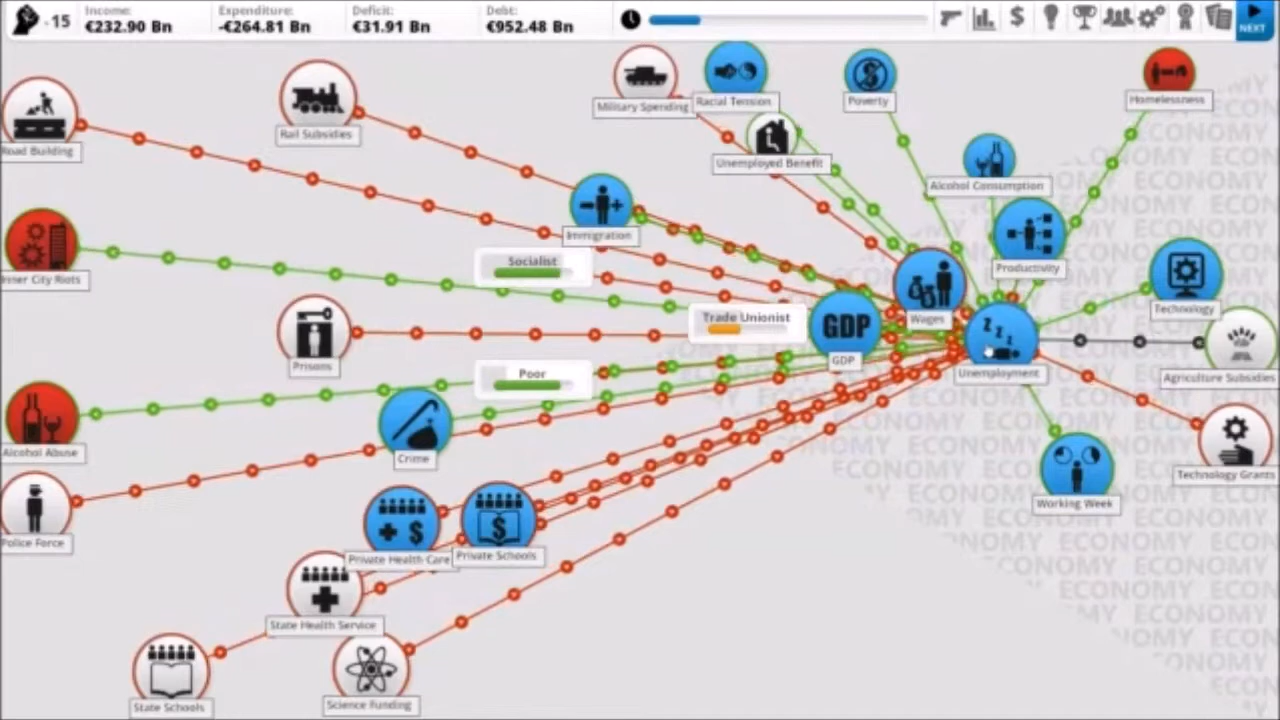 15
Income:
€232.90 Bn
Expenditure:
-€264.81 Bn
Deficit:
€31.91 Bn
Debt:
€952.48 Bn
NEXT
Road Building
Rail Subsidies
Military Spending
Racial Tension
Poverty
Homelessness
Unemployed Benefit
Alcohol Consumption
Immigration
Inner City Riots
Socialist
Productivity
Technology
Wages
Trade Unionist
GDP
GDP
z z z
Prisons
Poor
Unemployment
Agriculture Subsidies
Alcohol Abuse
Crime
Technology Grants
Working Week
Police Force
Private Health Care
Private Schools
State Health Service
State Schools
Science Funding
ECONOMY ECONOMY ECONOMY